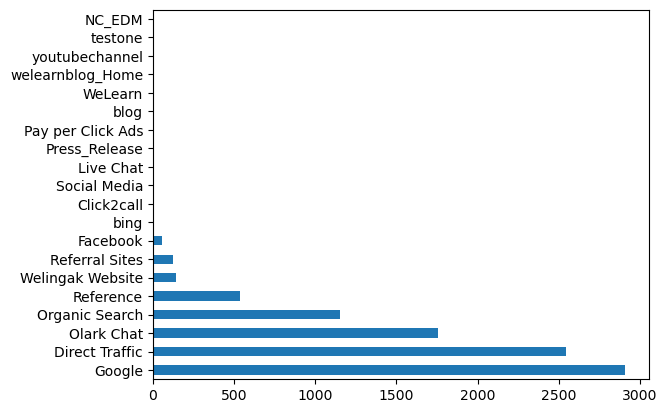 NC_EDM
testone
youtubechannel
welearnblog_Home
WeLearn
blog
Pay per Click Ads
Press_Release
Live Chat
Social Media
Click2call
bing
Facebook
Referral Sites
Welingak Website
Reference
Organic Search
Olark Chat
Direct Traffic
Google
0 500 1000 1500 2000 2500 3000